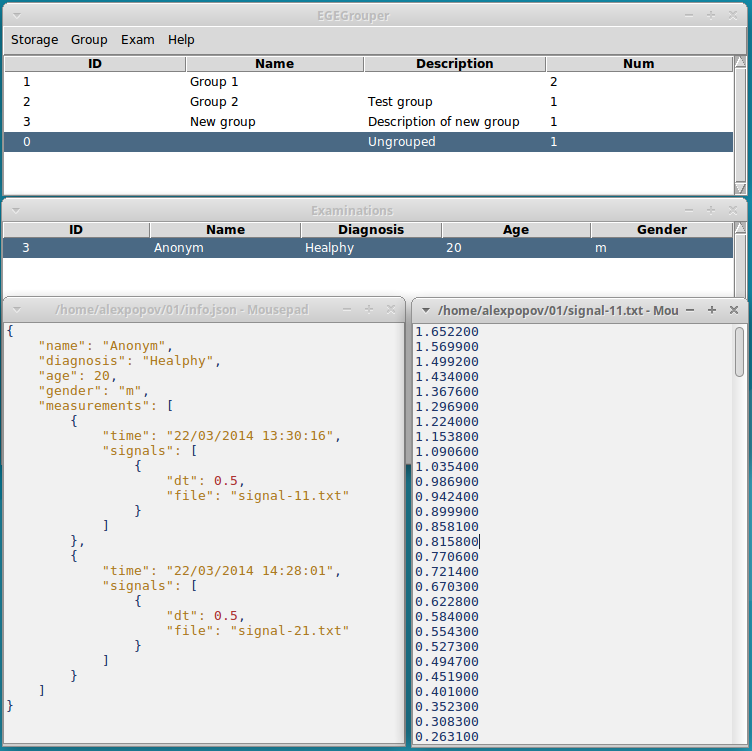 EGEGrouper
Storage Group Exam Help
ID Name Description Num
1 Group 1 2
2 Group 2 Test group 1
3 New group Description of new group 1
0 Ungrouped 1
Examinations
ID Name Diagnosis Age Gender
3 Anonym Healphy 20 m
/home/alexpopov/01/info.json - Mousepad
{
    "name": "Anonym",
    "diagnosis": "Healphy",
    "age": 20,
    "gender": "m",
    "measurements": [
        {
            "time": "22/03/2014 13:30:16",
            "signals": [
                {
                    "dt": 0.5,
                    "file": "signal-11.txt"
                }
            ]
        },
        {
            "time": "22/03/2014 14:28:01",
            "signals": [
                {
                    "dt": 0.5,
                    "file": "signal-21.txt"
                }
            ]
        }
    ]
}
/home/alexpopov/01/signal-11.txt - Mou
1.652200
1.569900
1.499200
1.434000
1.367600
1.296900
1.224000
1.153800
1.090600
1.035400
0.986900
0.942400
0.899900
0.858100
0.815800
0.770600
0.721400
0.670300
0.622800
0.584000
0.554300
0.527300
0.494700
0.451900
0.401000
0.352300
0.308300
0.263100